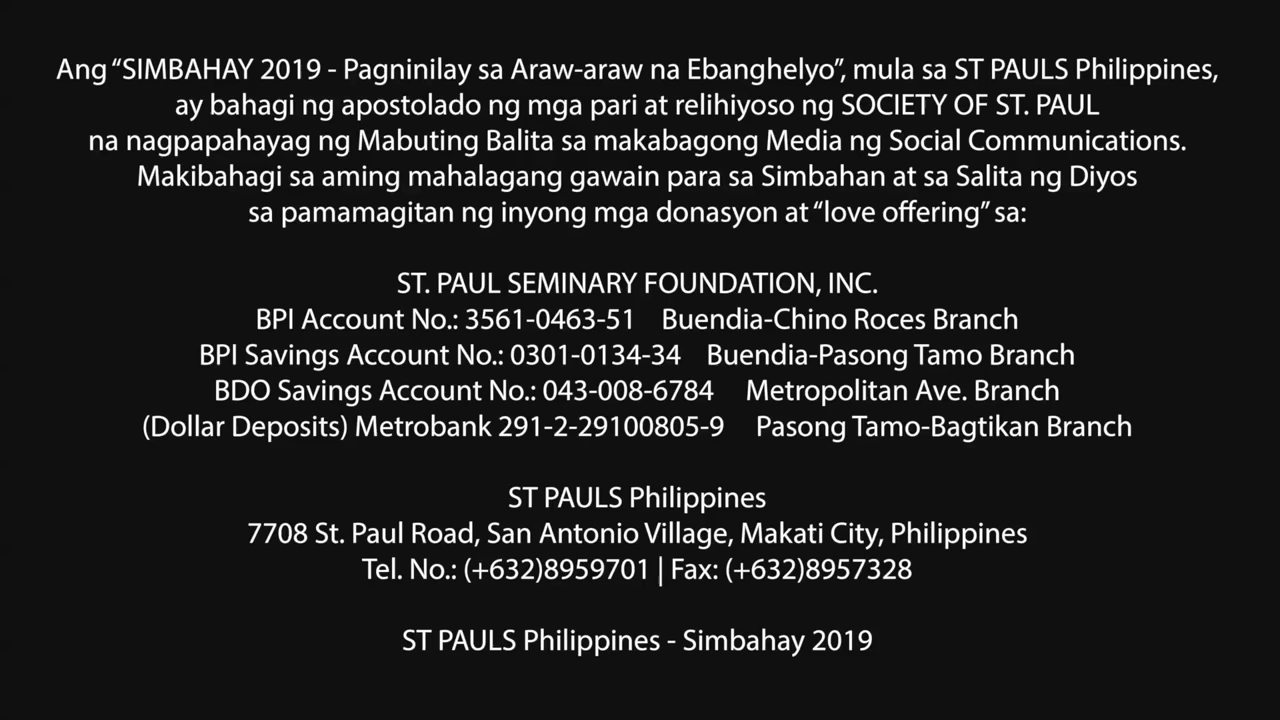 Ang “SIMBAHAY 2019 - Pagninilay sa Araw-araw na Ebanghelyo”, mula sa ST PAULS Philippines,
ay bahagi ng apostolado ng mga pari at relihiyoso ng SOCIETY OF ST. PAUL
na nagpapahayag ng Mabuting Balita sa makabagong Media ng Social Communications.
Makibahagi sa aming mahalagang gawain para sa Simbahan at sa Salita ng Diyos
sa pamamagitan ng inyong mga donasyon at “love offering” sa:
ST. PAUL SEMINARY FOUNDATION, INC.
BPI Account No.: 3561-0463-51 Buendia-Chino Roces Branch
BPI Savings Account No.: 0301-0134-34 Buendia-Pasong Tamo Branch
BDO Savings Account No.: 043-008-6784 Metropolitan Ave. Branch
(Dollar Deposits) Metrobank 291-2-29100805-9 Pasong Tamo-Bagtikan Branch
ST PAULS Philippines
7708 St. Paul Road, San Antonio Village, Makati City, Philippines
Tel. No.: (+632)8959701 | Fax: (+632)8957328
ST PAULS Philippines - Simbahay 2019